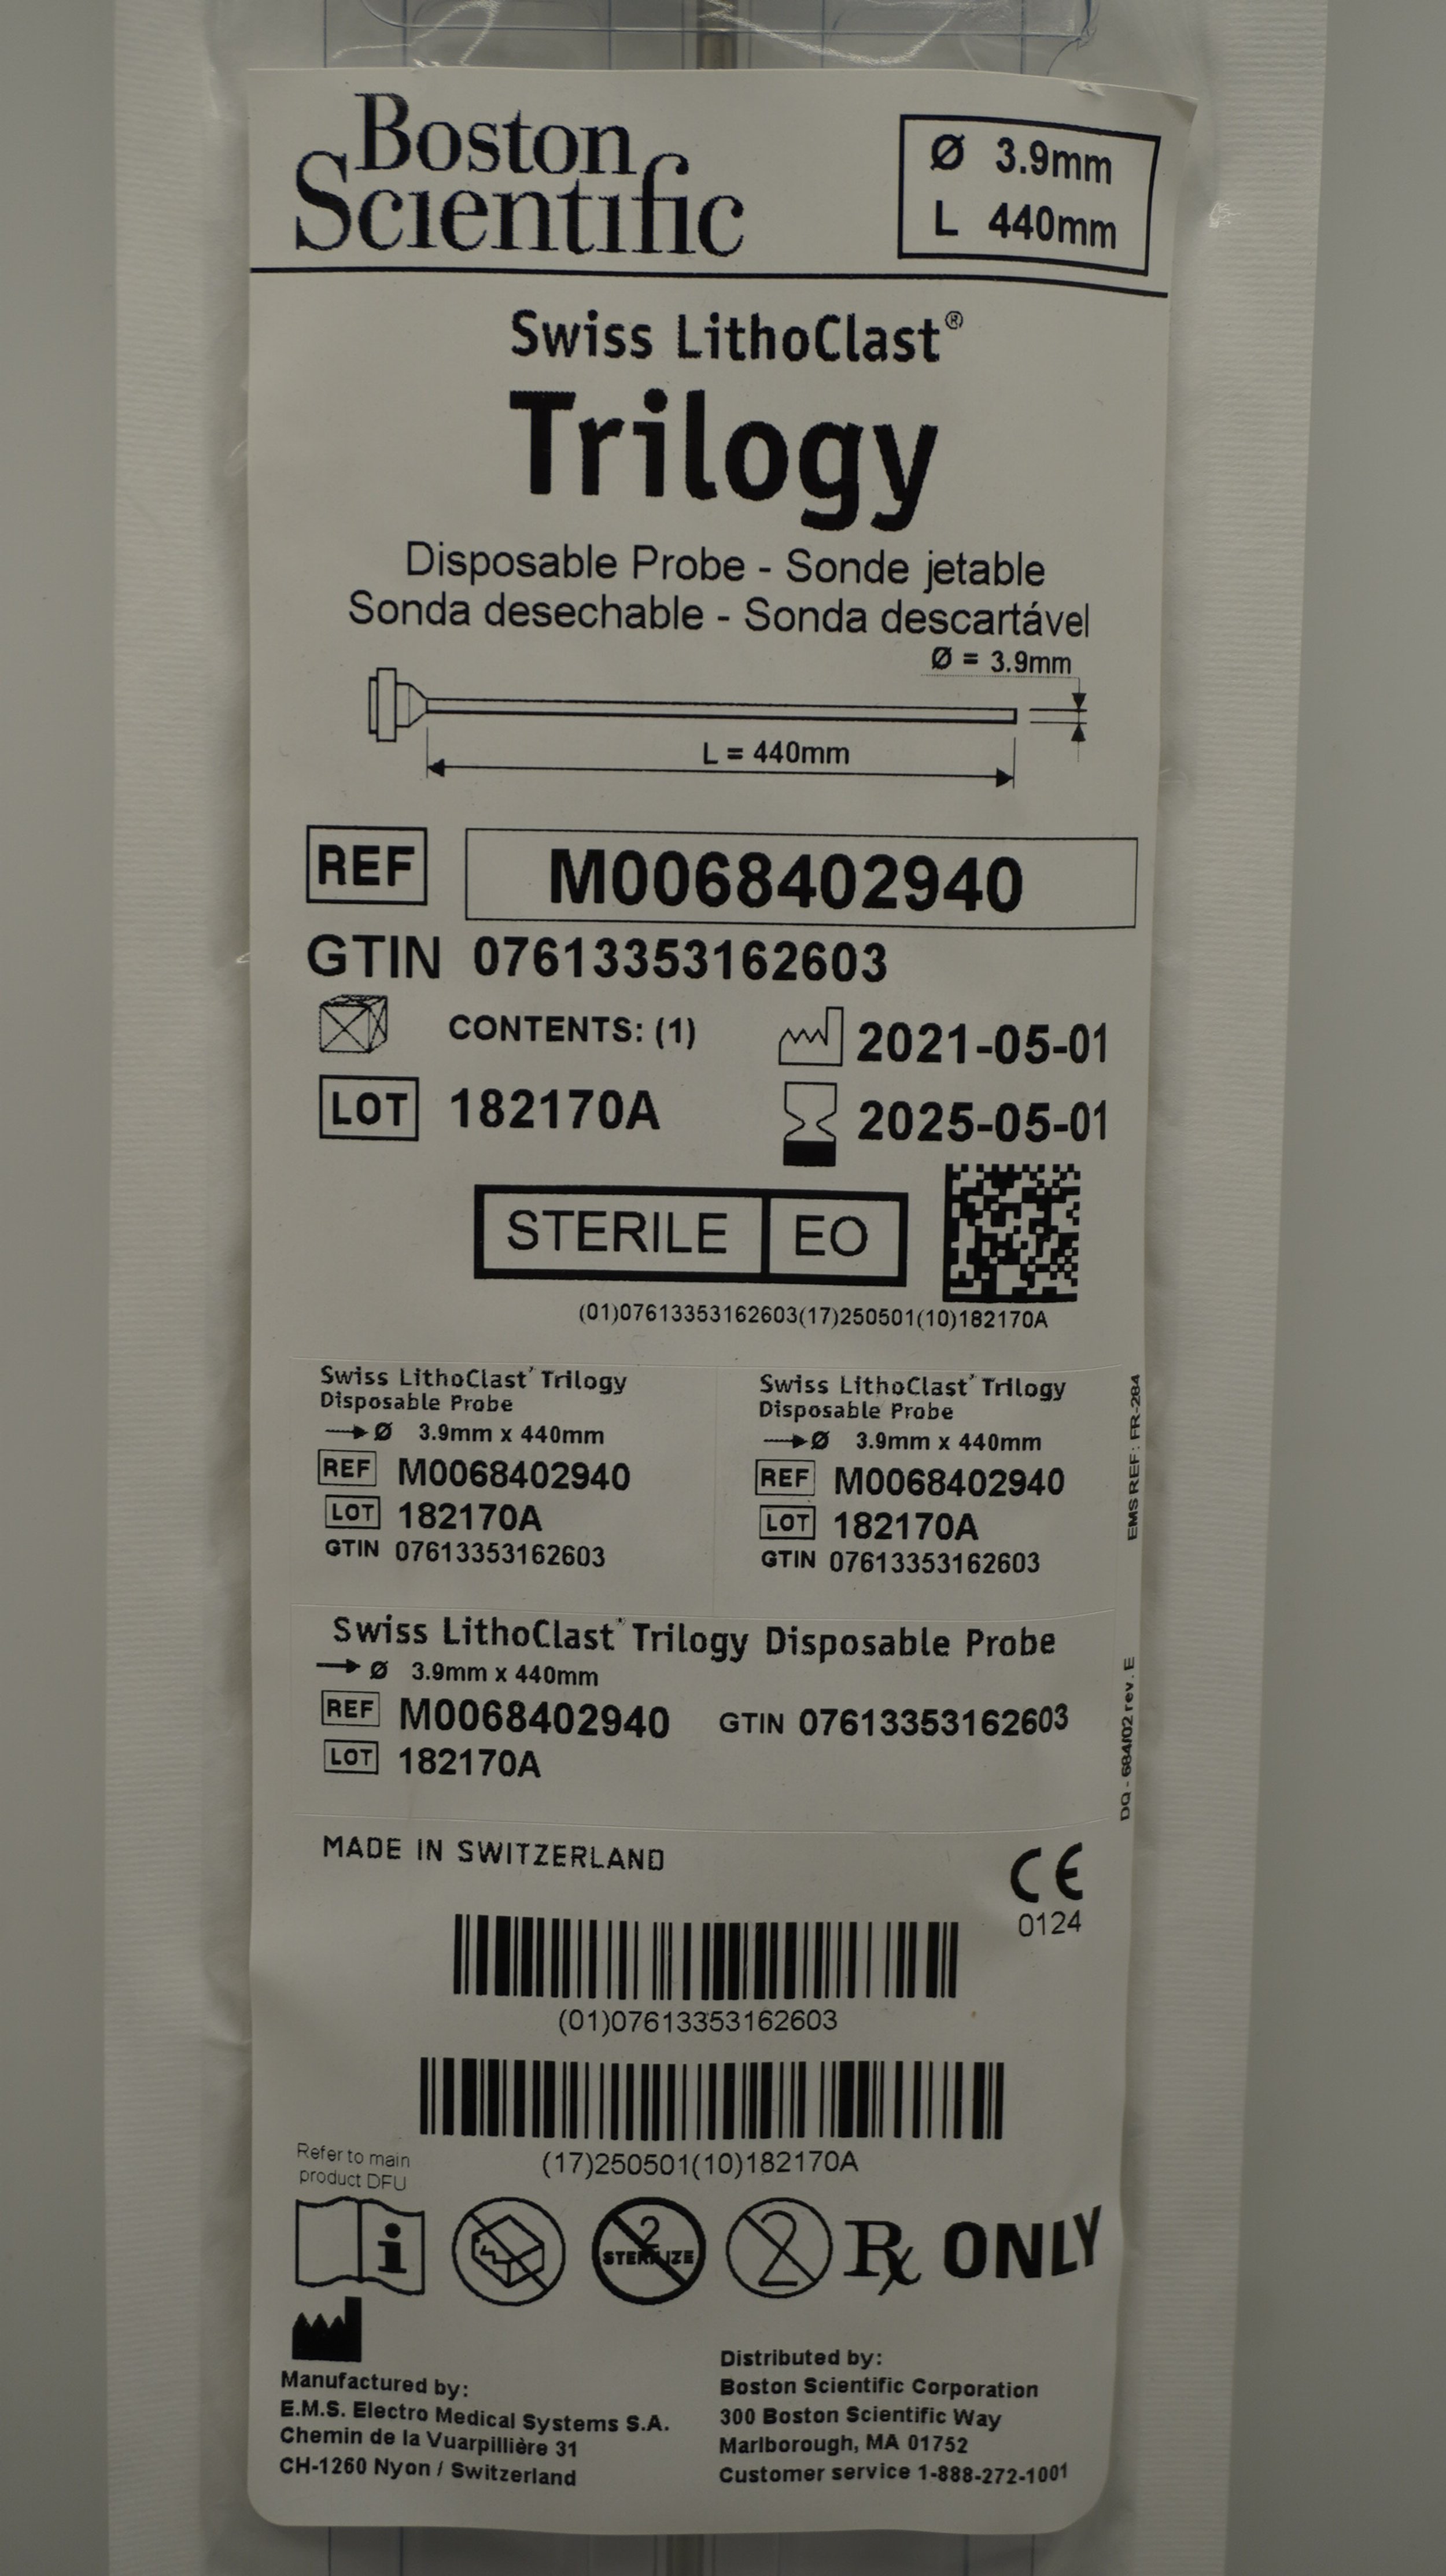 Boston
Scientific
Ø 3.9mm
L 440mm
Swiss LithoClast®
Trilogy
Disposable Probe - Sonde jetable
Sonda desechable - Sonda descartável
Ø = 3.9mm
L = 440mm
REF M0068402940
GTIN 07613353162603
CONTENTS: (1) 2021-05-01
LOT 182170A 2025-05-01
STERILE EO
(01)07613353162603(17)250501(10)182170A
Swiss LithoClast® Trilogy
Disposable Probe
Ø 3.9mm x 440mm
REF M0068402940
LOT 182170A
GTIN 07613353162603
Swiss LithoClast® Trilogy
Disposable Probe
Ø 3.9mm x 440mm
REF M0068402940
LOT 182170A
GTIN 07613353162603
EMS REF: FR-284
Swiss LithoClast® Trilogy Disposable Probe
Ø 3.9mm x 440mm
REF M0068402940 GTIN 07613353162603
LOT 182170A
DQ - 684/02 rev. E
MADE IN SWITZERLAND
CE
0124
(01)07613353162603
(17)250501(10)182170A
Refer to main
product DFU
i
2
STERILIZE
2
Rx ONLY
Manufactured by:
E.M.S. Electro Medical Systems S.A.
Chemin de la Vuarpillière 31
CH-1260 Nyon / Switzerland
Distributed by:
Boston Scientific Corporation
300 Boston Scientific Way
Marlborough, MA 01752
Customer service 1-888-272-1001